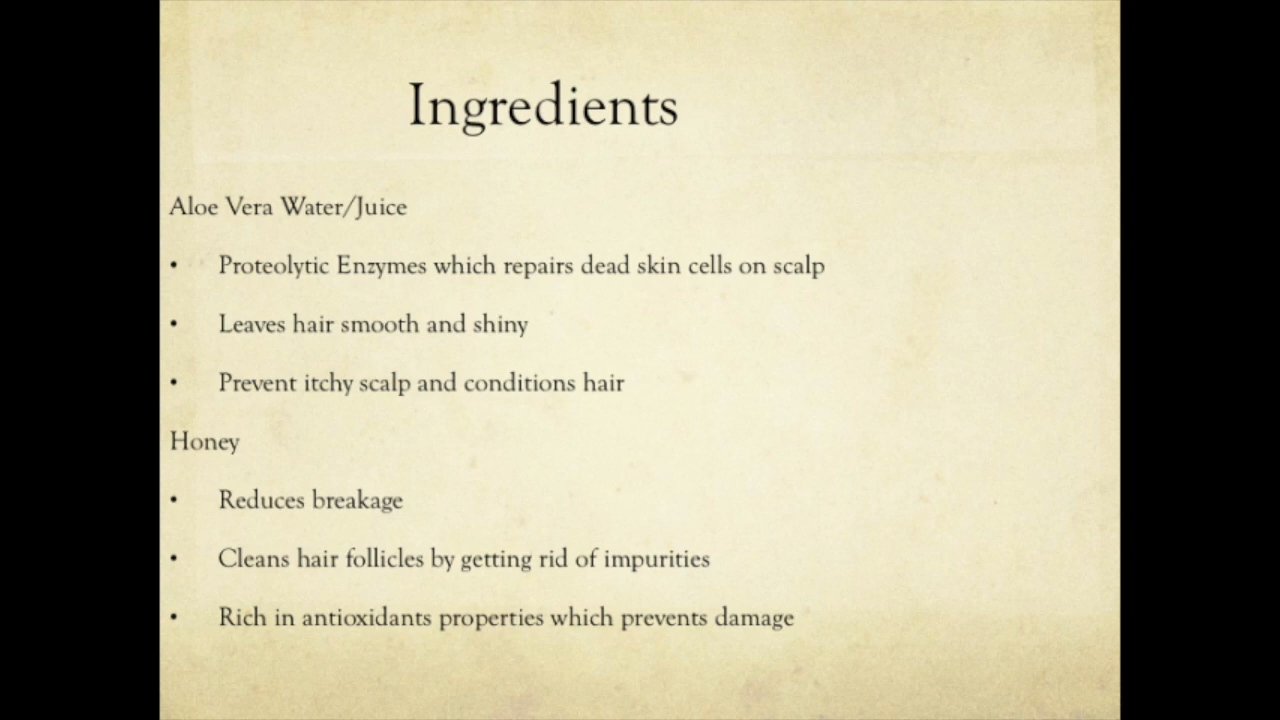 Ingredients
Aloe Vera Water/Juice
• Proteolytic Enzymes which repairs dead skin cells on scalp
• Leaves hair smooth and shiny
• Prevent itchy scalp and conditions hair
Honey
• Reduces breakage
• Cleans hair follicles by getting rid of impurities
• Rich in antioxidants properties which prevents damage